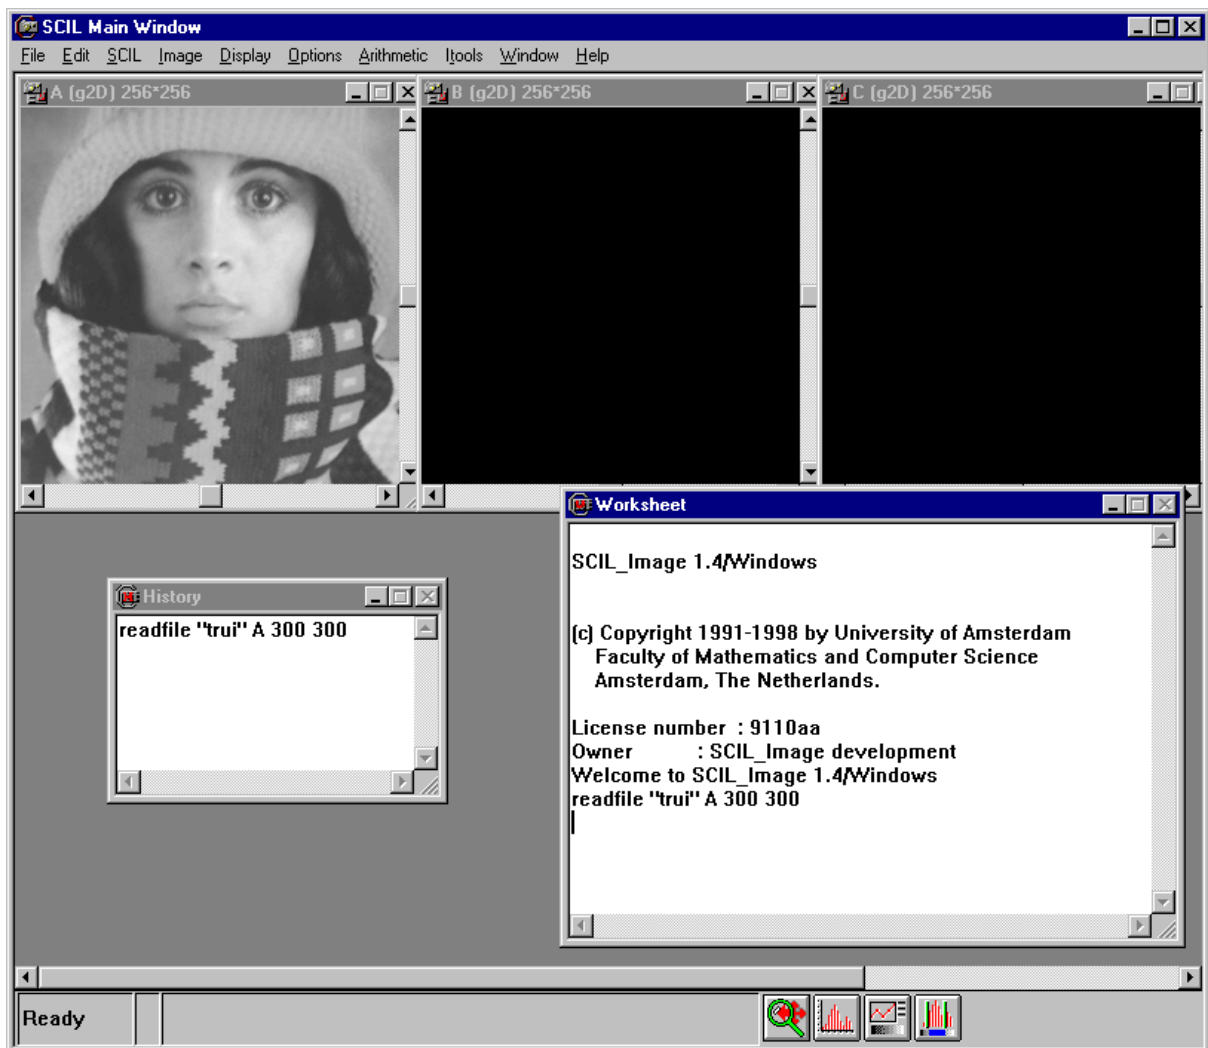 SCIL Main Window
File Edit SCIL Image Display Options Arithmetic Itools Window Help
A (g2D) 256*256
B (g2D) 256*256
C (g2D) 256*256
Worksheet
SCIL_Image 1.4/Windows
(c) Copyright 1991-1998 by University of Amsterdam
Faculty of Mathematics and Computer Science
Amsterdam, The Netherlands.
License number : 9110aa
Owner : SCIL_Image development
Welcome to SCIL_Image 1.4/Windows
readfile "trui" A 300 300
History
readfile "trui" A 300 300
Ready